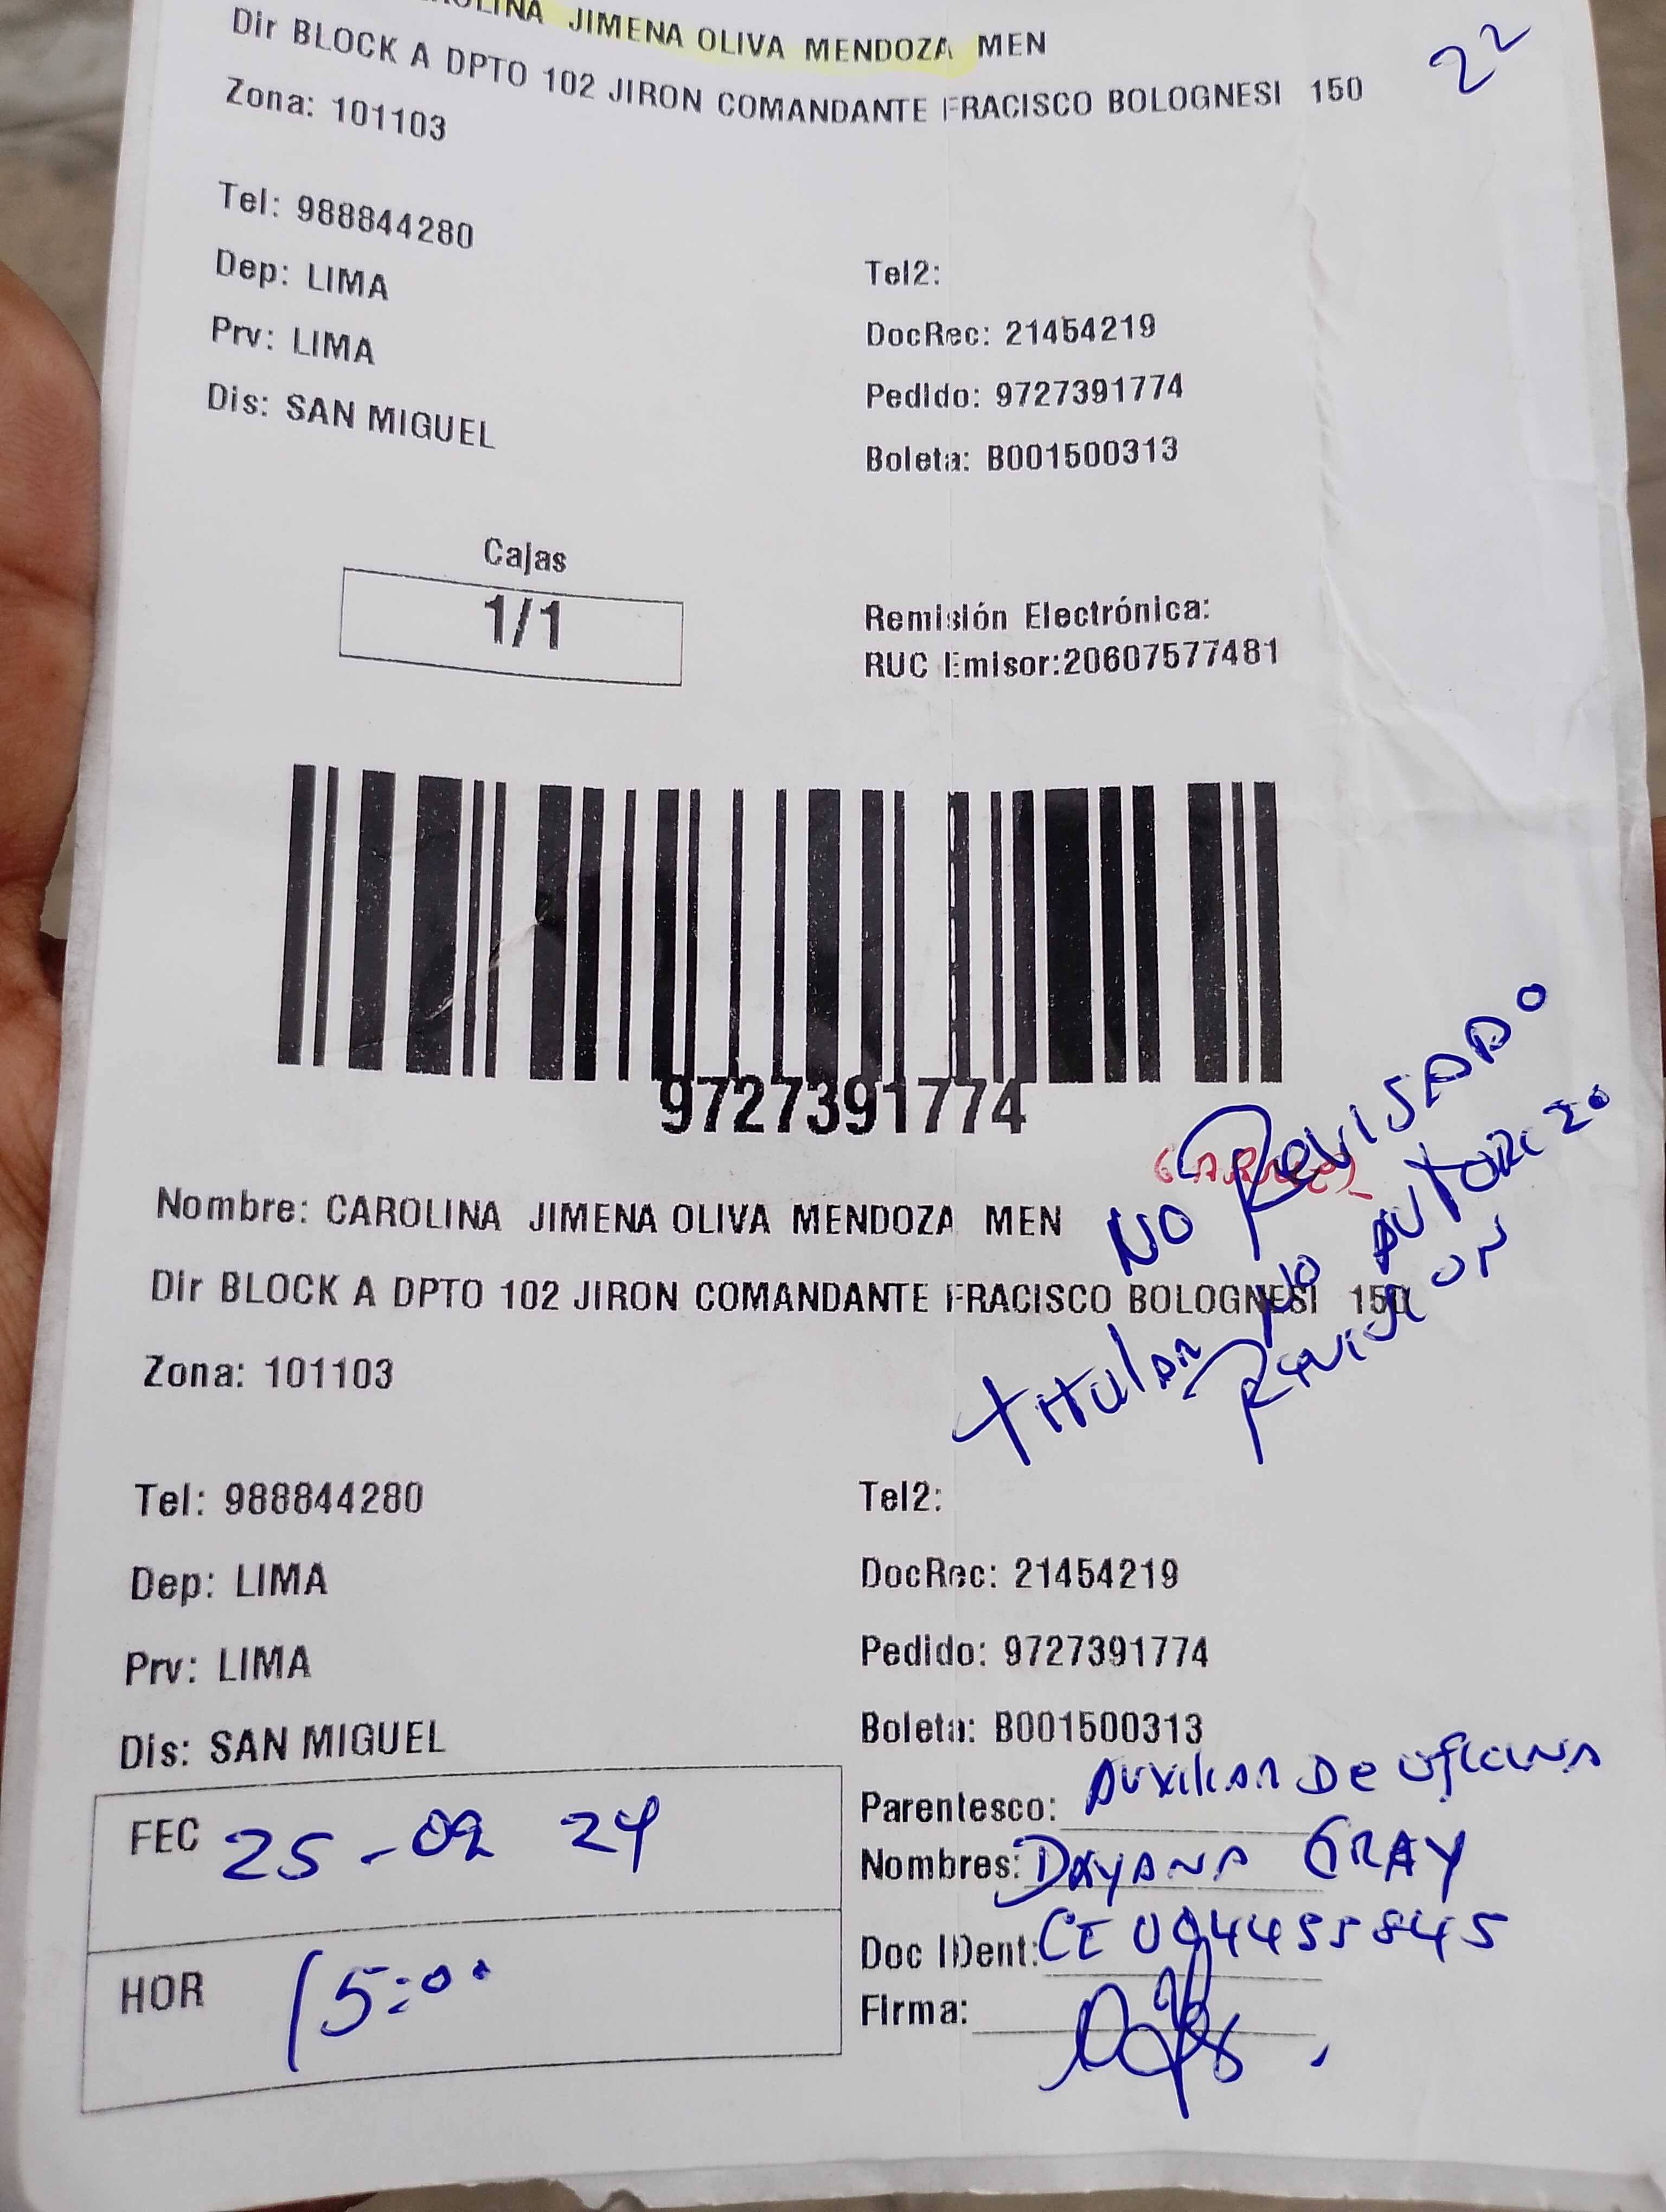 JIMENA OLIVA MENDOZA MEN
22
Dir BLOCK A DPTO 102 JIRON COMANDANTE FRACISCO BOLOGNESI 150
Zona: 101103
Tel: 988844280
Dep: LIMA
Tel2:
Prv: LIMA
DocRec: 21454219
Dis: SAN MIGUEL
Pedido: 9727391774
Boleta: B001500313
Cajas
1/1
Remisión Electrónica:
RUC Emisor:20607577481
9727391774
NO REVISADO
titular NO AUTORIZO
REVISION
Nombre: CAROLINA JIMENA OLIVA MENDOZA MEN
Dir BLOCK A DPTO 102 JIRON COMANDANTE FRACISCO BOLOGNESI 150
Zona: 101103
Tel: 988844280
Tel2:
Dep: LIMA
DocRec: 21454219
Prv: LIMA
Pedido: 9727391774
Dis: SAN MIGUEL
Boleta: B001500313
Parentesco: Auxiliar De oficina
FEC 25-09 24
Nombres: DAYANA GRAY
Doc IDent: CE
HOR 15:00
Firma: